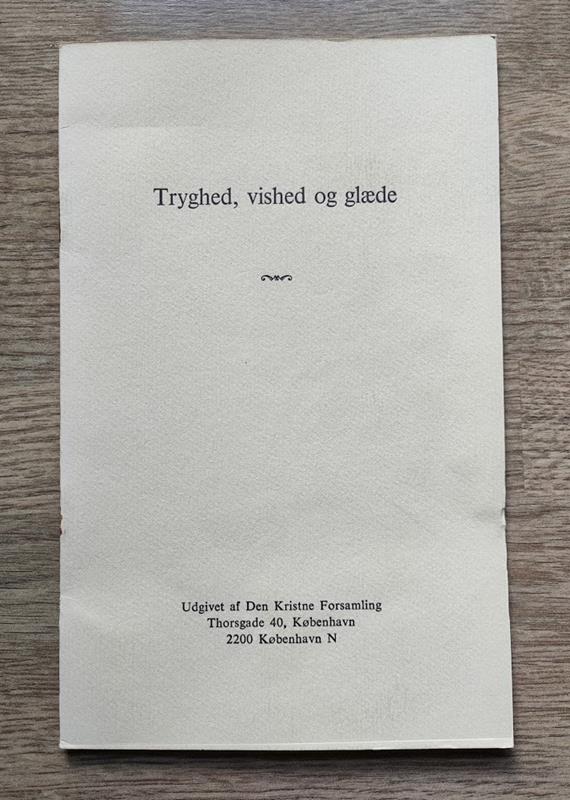 Tryghed, vished og glæde
Udgivet af Den Kristne Forsamling
Thorsgade 40, København
2200 København N